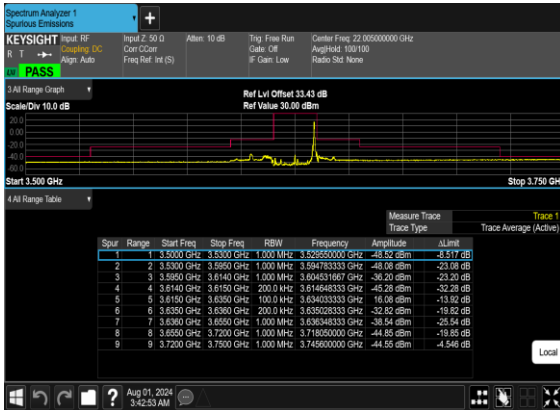 Spectrum Analyzer 1
Spurious Emissions
+
KEYSIGHT Input: RF Input Z: 50 Ω Atten: 10 dB Trig: Free Run Center Freq: 22.005000000 GHz
R T Coupling: DC Corr CCorr Gate: Off Avg|Hold: 100/100
Align: Auto Freq Ref: Int (S) IF Gain: Low Radio Std: None
PASS
3 All Range Graph Ref Lvl Offset 33.43 dB
Scale/Div 10.0 dB Ref Value 30.00 dBm
20.0
0.00
-20.0
-40.0
-60.0
Start 3.500 GHz Stop 3.750 GH
4 All Range Table
Measure Trace Trace 1
Trace Type Trace Average (Active)
Spur Range Start Freq Stop Freq RBW Frequency Amplitude ΔLimit
1 1 3.5000 GHz 3.5300 GHz 1.000 MHz 3.529550000 GHz -48.52 dBm -8.517 dB
2 2 3.5300 GHz 3.5950 GHz 1.000 MHz 3.594783333 GHz -48.08 dBm -23.08 dB
3 3 3.5950 GHz 3.6140 GHz 1.000 MHz 3.604531667 GHz -36.20 dBm -23.20 dB
4 4 3.6140 GHz 3.6150 GHz 200.0 kHz 3.614648333 GHz -45.28 dBm -32.28 dB
5 5 3.6150 GHz 3.6350 GHz 100.0 kHz 3.634033333 GHz 16.08 dBm -13.92 dB
6 6 3.6350 GHz 3.6360 GHz 200.0 kHz 3.635028333 GHz -32.82 dBm -19.82 dB
7 7 3.6360 GHz 3.6550 GHz 1.000 MHz 3.636348333 GHz -38.54 dBm -25.54 dB
8 8 3.6550 GHz 3.7200 GHz 1.000 MHz 3.718050000 GHz -44.85 dBm -19.85 dB
9 9 3.7200 GHz 3.7500 GHz 1.000 MHz 3.745600000 GHz -44.55 dBm -4.546 dB
Local
? Aug 01, 2024
3:42:53 AM